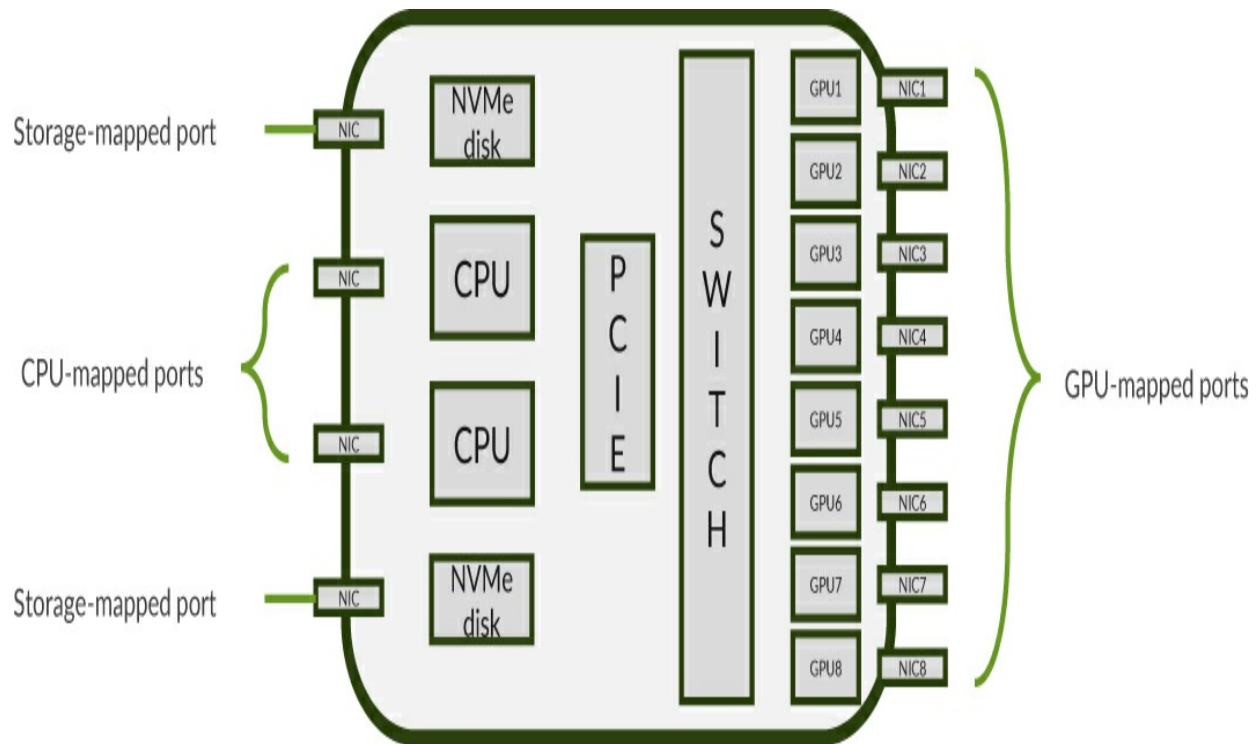 Storage-mapped port
NIC
NVMe
disk
NIC
CPU
CPU-mapped ports
NIC
CPU
Storage-mapped port
NIC
NVMe
disk
P
C
I
E
S
W
I
T
C
H
GPU1
NIC1
GPU2
NIC2
GPU3
NIC3
GPU4
NIC4
GPU5
NIC5
GPU6
NIC6
GPU7
NIC7
GPU8
NIC8
GPU-mapped ports